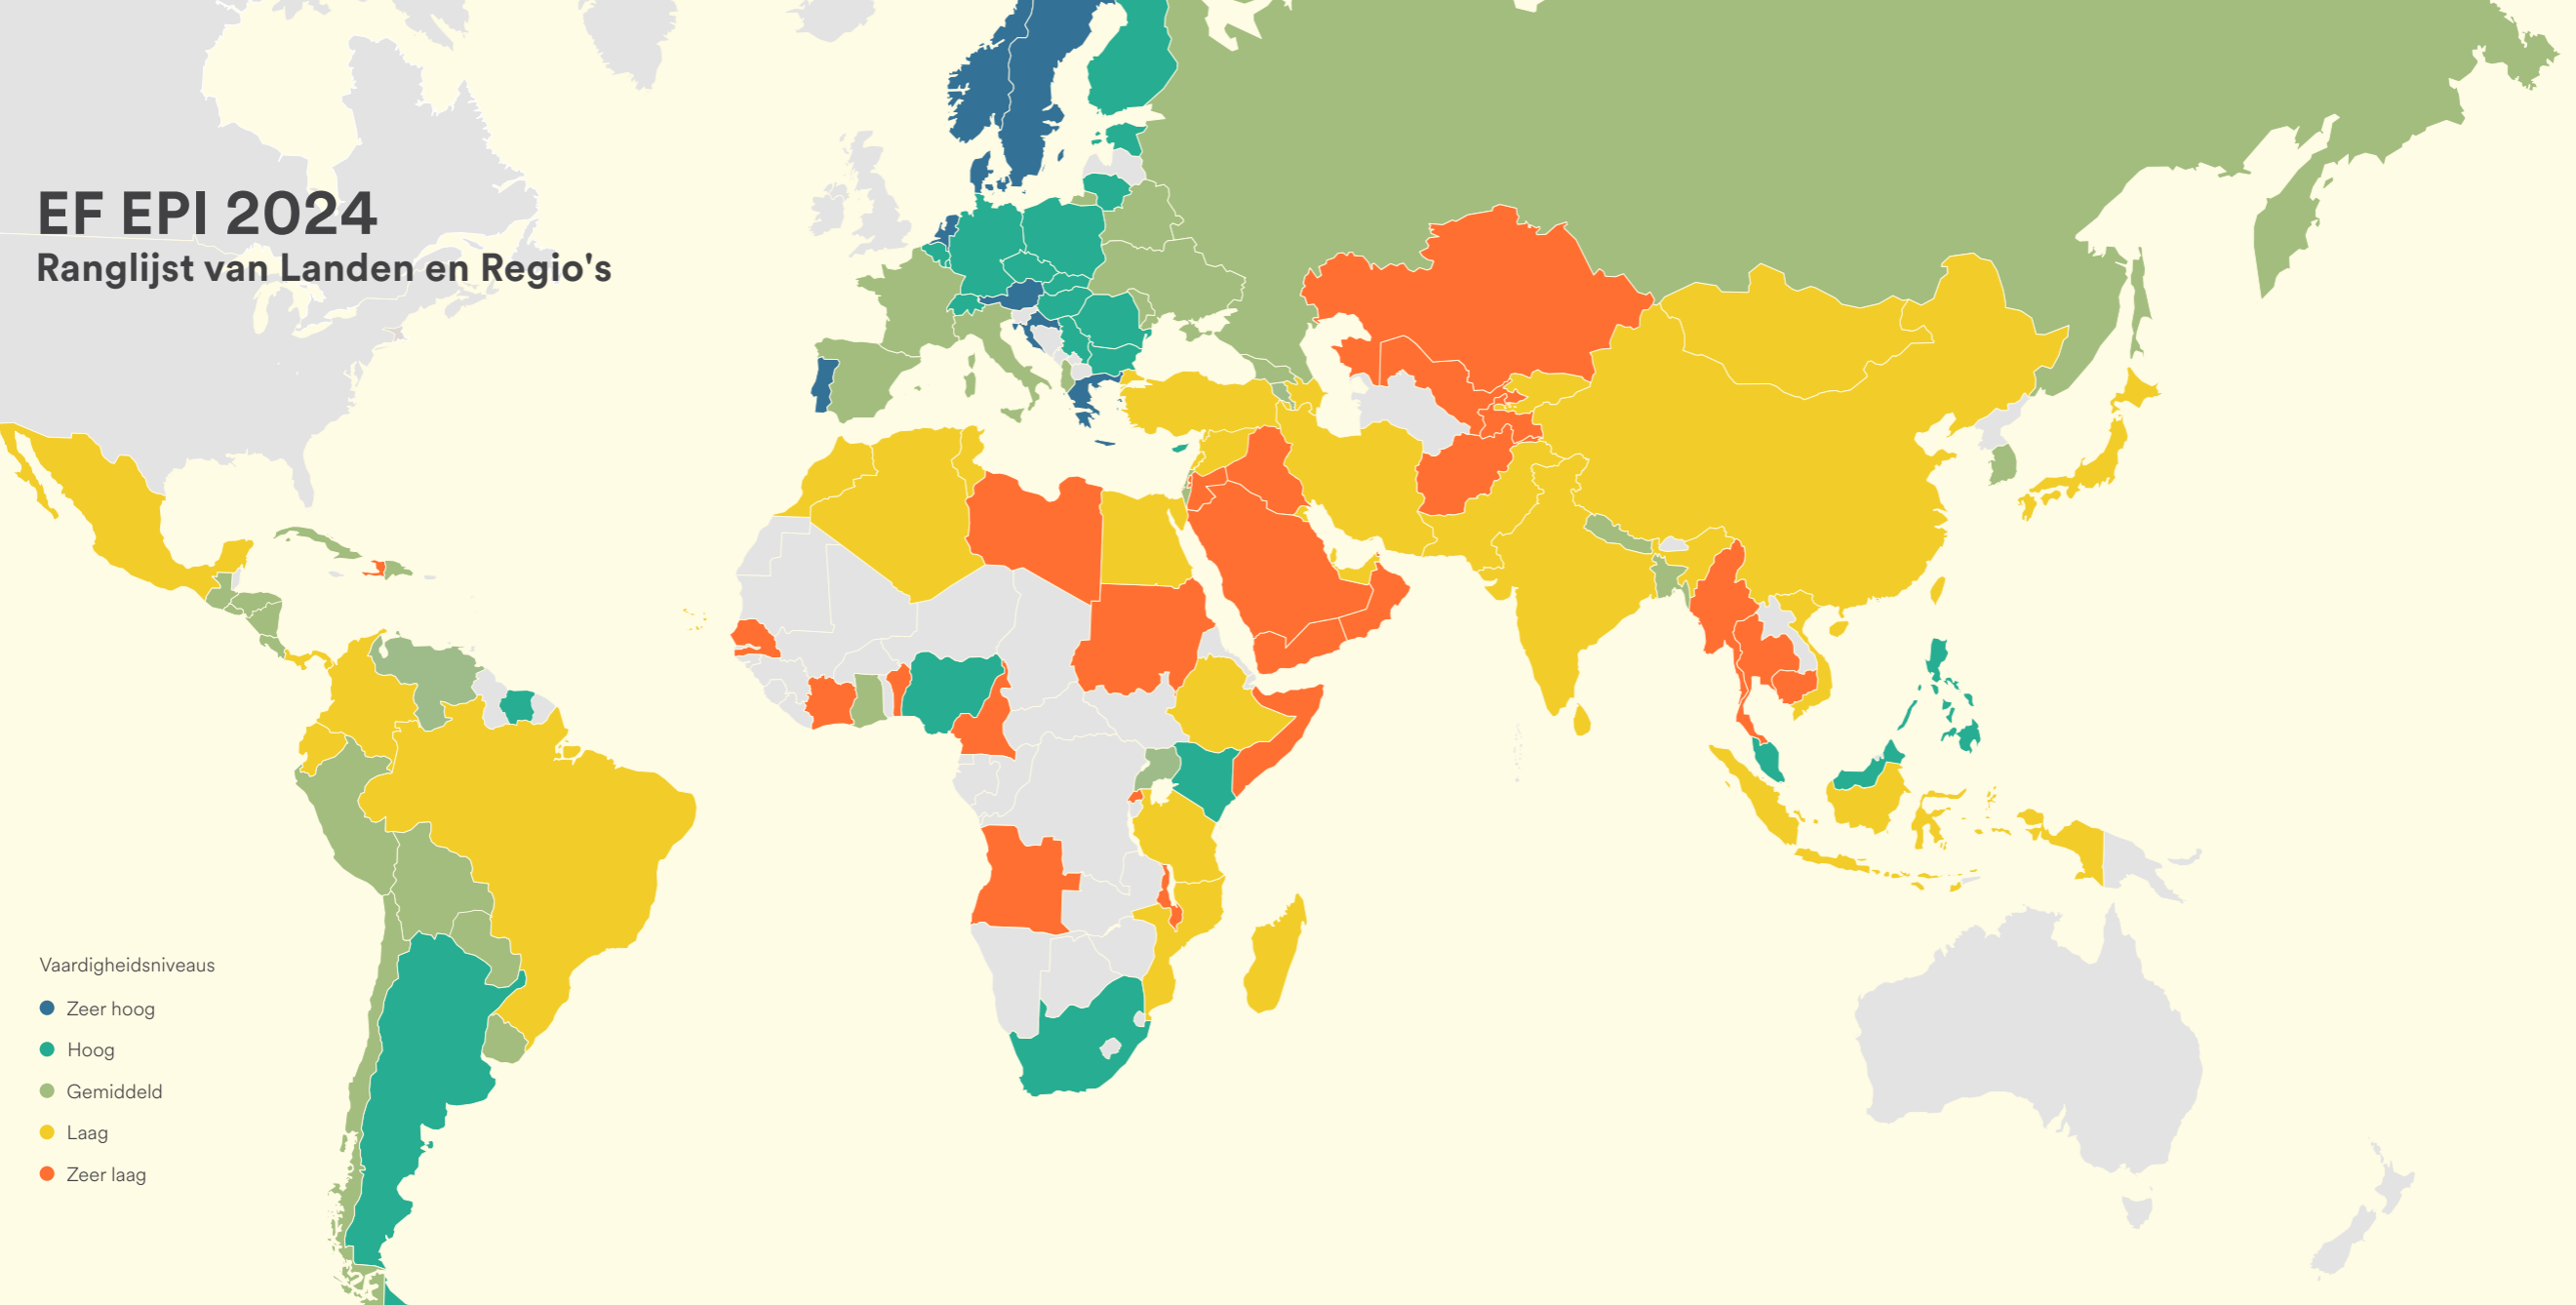 EF EPI 2024
Ranglijst van Landen en Regio's
Vaardigheidsniveaus
Zeer hoog
Hoog
Gemiddeld
Laag
Zeer laag